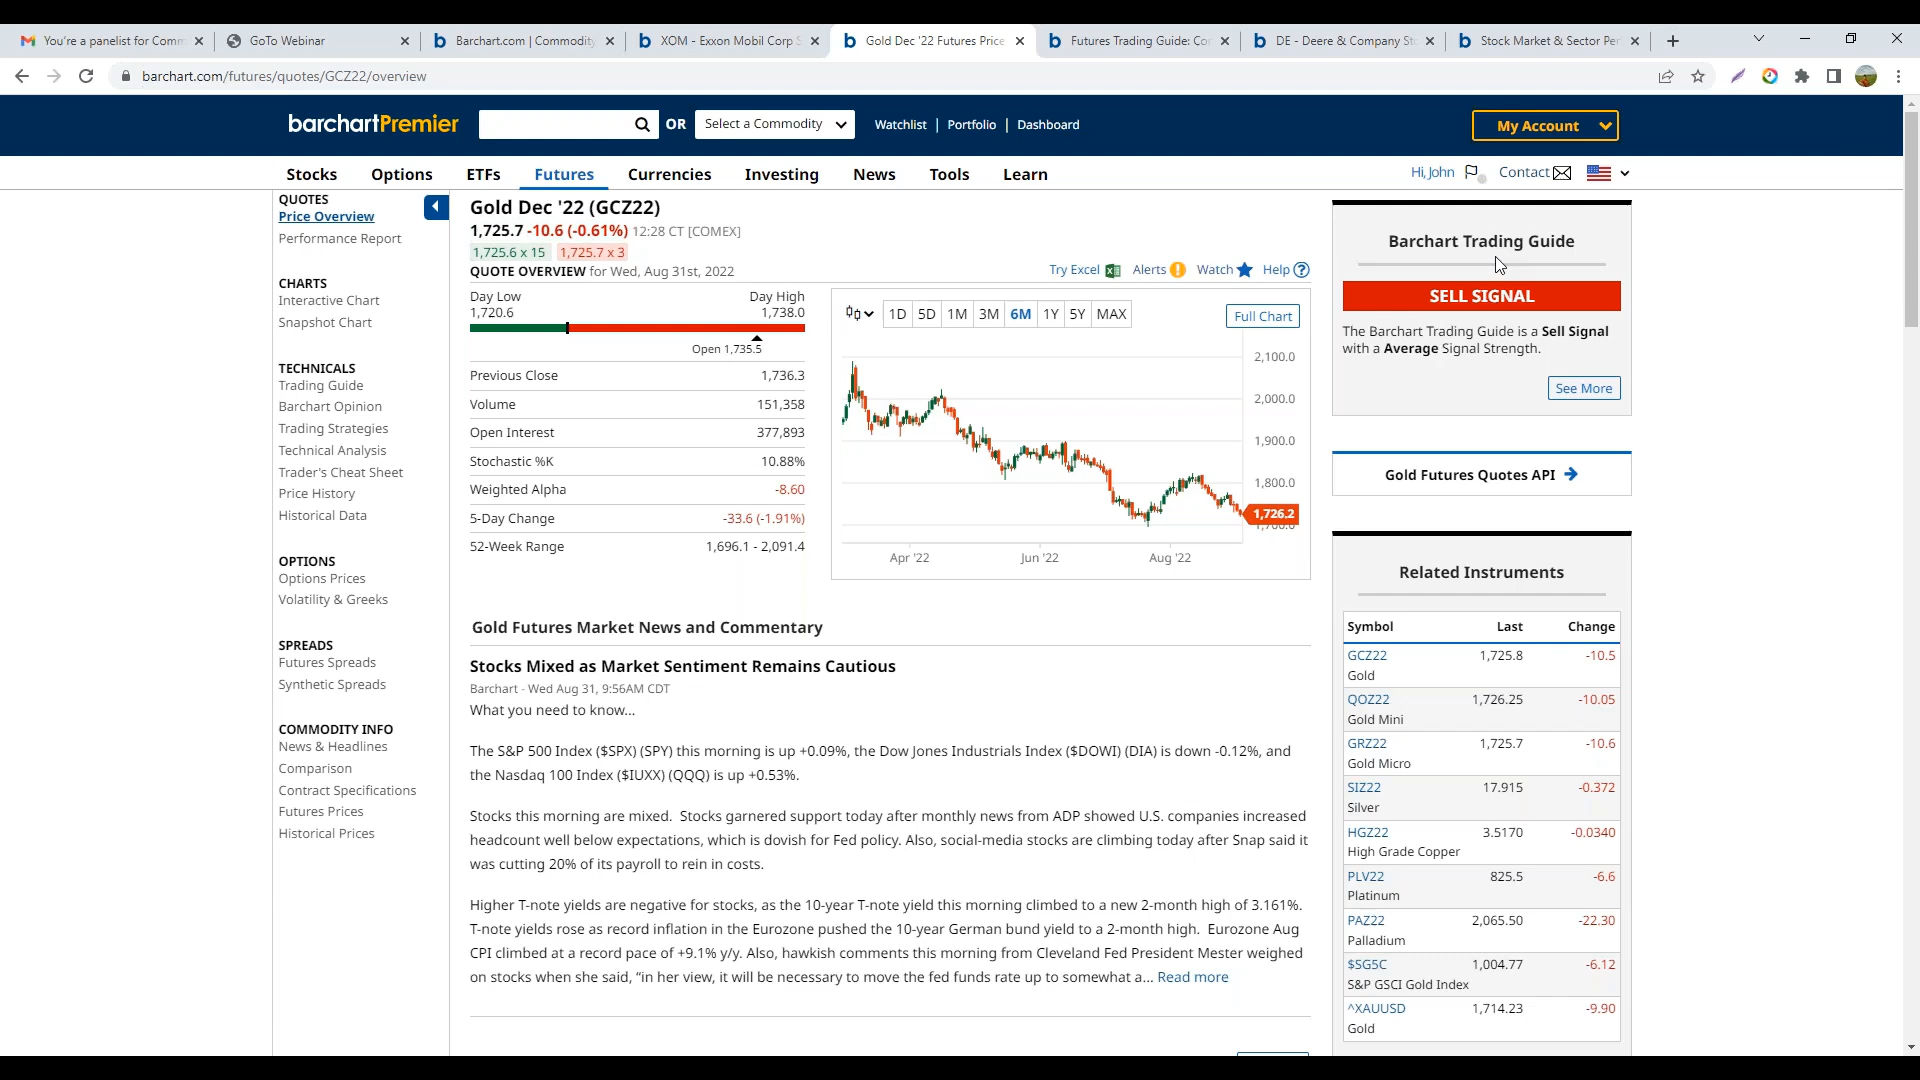 You're a panelist for Comm
GoTo Webinar
Barchart.com | Commodity
XOM - Exxon Mobil Corp S
Gold Dec '22 Futures Price
Futures Trading Guide: Co
DE - Deere & Company Sto
Stock Market & Sector Per
barchart.com/futures/quotes/GCZ22/overview
barchartPremier
OR
Select a Commodity
Watchlist | Portfolio | Dashboard
My Account
Stocks Options ETFs Futures Currencies Investing News Tools Learn
Hi, John
Contact
QUOTES
Price Overview
Performance Report
CHARTS
Interactive Chart
Snapshot Chart
TECHNICALS
Trading Guide
Barchart Opinion
Trading Strategies
Technical Analysis
Trader's Cheat Sheet
Price History
Historical Data
OPTIONS
Options Prices
Volatility & Greeks
SPREADS
Futures Spreads
Synthetic Spreads
COMMODITY INFO
News & Headlines
Comparison
Contract Specifications
Futures Prices
Historical Prices
Gold Dec '22 (GCZ22)
1,725.7 -10.6 (-0.61%) 12:28 CT [COMEX]
1,725.6 x 15 1,725.7 x 3
QUOTE OVERVIEW for Wed, Aug 31st, 2022
Try Excel Alerts Watch Help
Day Low Day High
1,720.6 1,738.0
Open 1,735.5
Previous Close 1,736.3
Volume 151,358
Open Interest 377,893
Stochastic %K 10.88%
Weighted Alpha -8.60
5-Day Change -33.6 (-1.91%)
52-Week Range 1,696.1 - 2,091.4
1D 5D 1M 3M 6M 1Y 5Y MAX
Full Chart
2,100.0
2,000.0
1,900.0
1,800.0
1,726.2
1,700.0
Apr '22 Jun '22 Aug '22
Gold Futures Market News and Commentary
Stocks Mixed as Market Sentiment Remains Cautious
Barchart - Wed Aug 31, 9:56AM CDT
What you need to know...
The S&P 500 Index ($SPX) (SPY) this morning is up +0.09%, the Dow Jones Industrials Index ($DOWI) (DIA) is down -0.12%, and
the Nasdaq 100 Index ($IUXX) (QQQ) is up +0.53%.
Stocks this morning are mixed.  Stocks garnered support today after monthly news from ADP showed U.S. companies increased
headcount well below expectations, which is dovish for Fed policy. Also, social-media stocks are climbing today after Snap said it
was cutting 20% of its payroll to rein in costs.
Higher T-note yields are negative for stocks, as the 10-year T-note yield this morning climbed to a new 2-month high of 3.161%.
T-note yields rose as record inflation in the Eurozone pushed the 10-year German bund yield to a 2-month high.  Eurozone Aug
CPI climbed at a record pace of +9.1% y/y. Also, hawkish comments this morning from Cleveland Fed President Mester weighed
on stocks when she said, “in her view, it will be necessary to move the fed funds rate up to somewhat a... Read more
Barchart Trading Guide
SELL SIGNAL
The Barchart Trading Guide is a Sell Signal
with a Average Signal Strength.
See More
Gold Futures Quotes API
Related Instruments
Symbol Last Change
GCZ22 1,725.8 -10.5
Gold
QOZ22 1,726.25 -10.05
Gold Mini
GRZ22 1,725.7 -10.6
Gold Micro
SIZ22 17.915 -0.372
Silver
HGZ22 3.5170 -0.0340
High Grade Copper
PLV22 825.5 -6.6
Platinum
PAZ22 2,065.50 -22.30
Palladium
$SG5C 1,004.77 -6.12
S&P GSCI Gold Index
^XAUUSD 1,714.23 -9.90
Gold